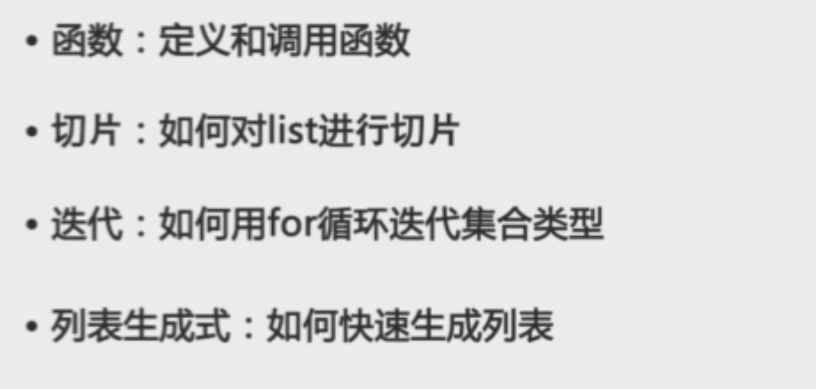 • 函数：定义和调用函数
• 切片：如何对list进行切片
• 迭代：如何用for循环迭代集合类型
• 列表生成式：如何快速生成列表